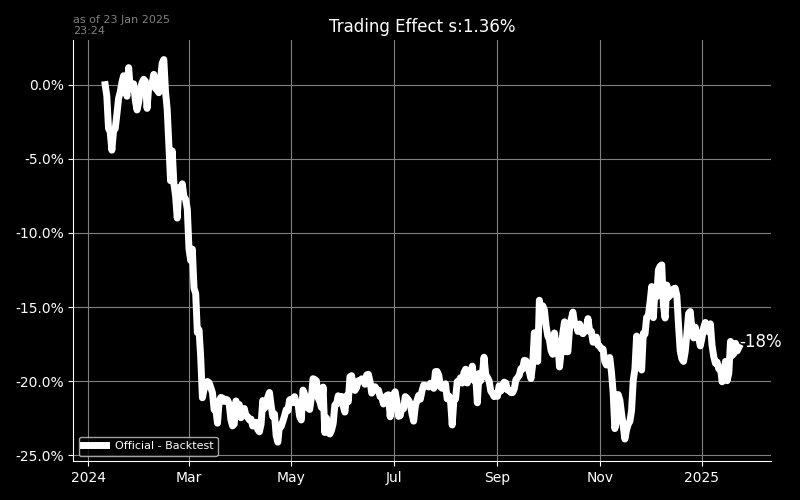 as of 23 Jan 2025
23:24
Trading Effect s:1.36%
0.0%
-5.0%
-10.0%
-15.0%
-20.0%
-25.0%
-18%
Official - Backtest
2024 Mar May Jul Sep Nov 2025